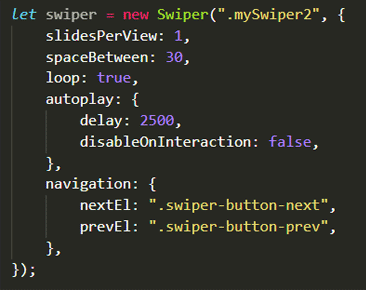 let swiper = new Swiper(".mySwiper2", {
    slidesPerView: 1,
    spaceBetween: 30,
    loop: true,
    autoplay: {
        delay: 2500,
        disableOnInteraction: false,
    },
    navigation: {
        nextEl: ".swiper-button-next",
        prevEl: ".swiper-button-prev",
    },
});